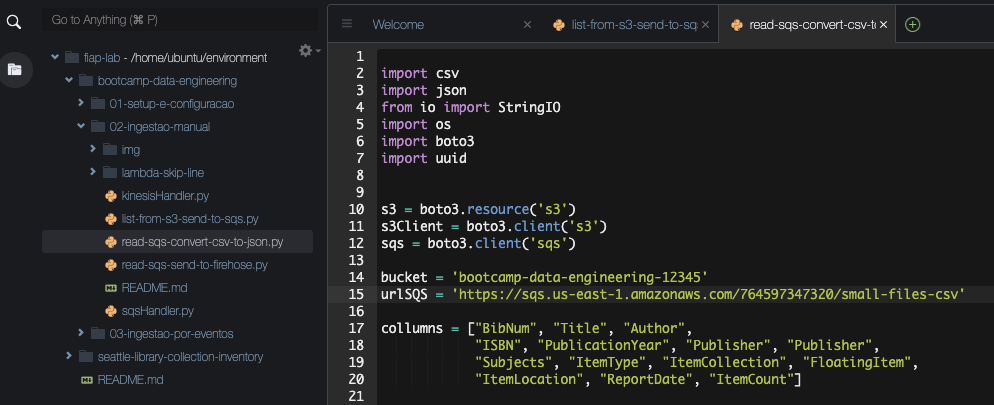 Go to Anything (⌘ P)
fiap-lab - /home/ubuntu/environment
bootcamp-data-engineering
01-setup-e-configuracao
02-ingestao-manual
img
lambda-skip-line
kinesisHandler.py
list-from-s3-send-to-sqs.py
read-sqs-convert-csv-to-json.py
read-sqs-send-to-firehose.py
README.md
sqsHandler.py
03-ingestao-por-eventos
seattle-library-collection-inventory
README.md
Welcome
list-from-s3-send-to-sq
read-sqs-convert-csv-t
1
2 import csv
3 import json
4 from io import StringIO
5 import os
6 import boto3
7 import uuid
8
9
10 s3 = boto3.resource('s3')
11 s3Client = boto3.client('s3')
12 sqs = boto3.client('sqs')
13
14 bucket = 'bootcamp-data-engineering-12345'
15 urlSQS = 'https://sqs.us-east-1.amazonaws.com/764597347320/small-files-csv'
16
17 collumns = ["BibNum", "Title", "Author",
18 "ISBN", "PublicationYear", "Publisher", "Publisher",
19 "Subjects", "ItemType", "ItemCollection", "FloatingItem",
20 "ItemLocation", "ReportDate", "ItemCount"]
21